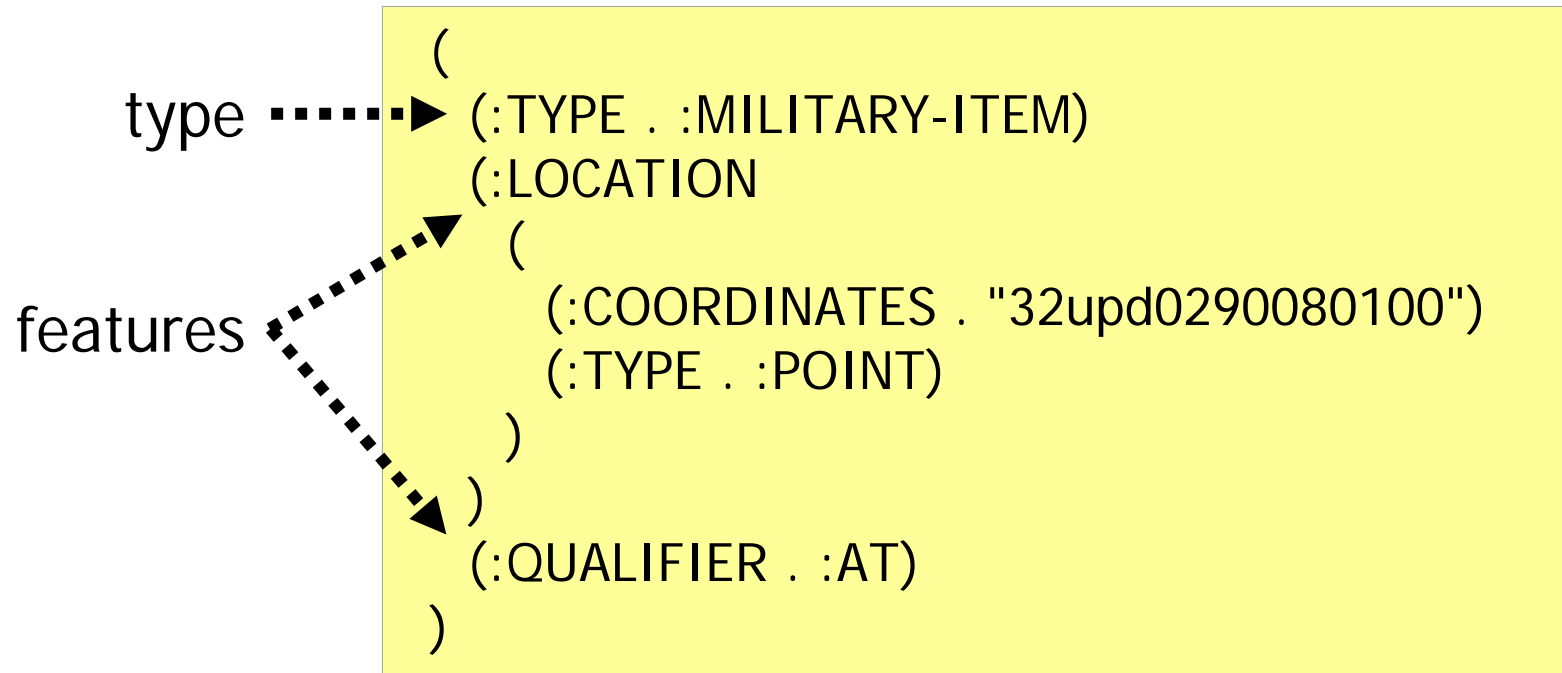 (
type (:TYPE . :MILITARY-ITEM)
(:LOCATION
(
features (:COORDINATES . "32upd0290080100")
(:TYPE . :POINT)
)
)
(:QUALIFIER . :AT)
)